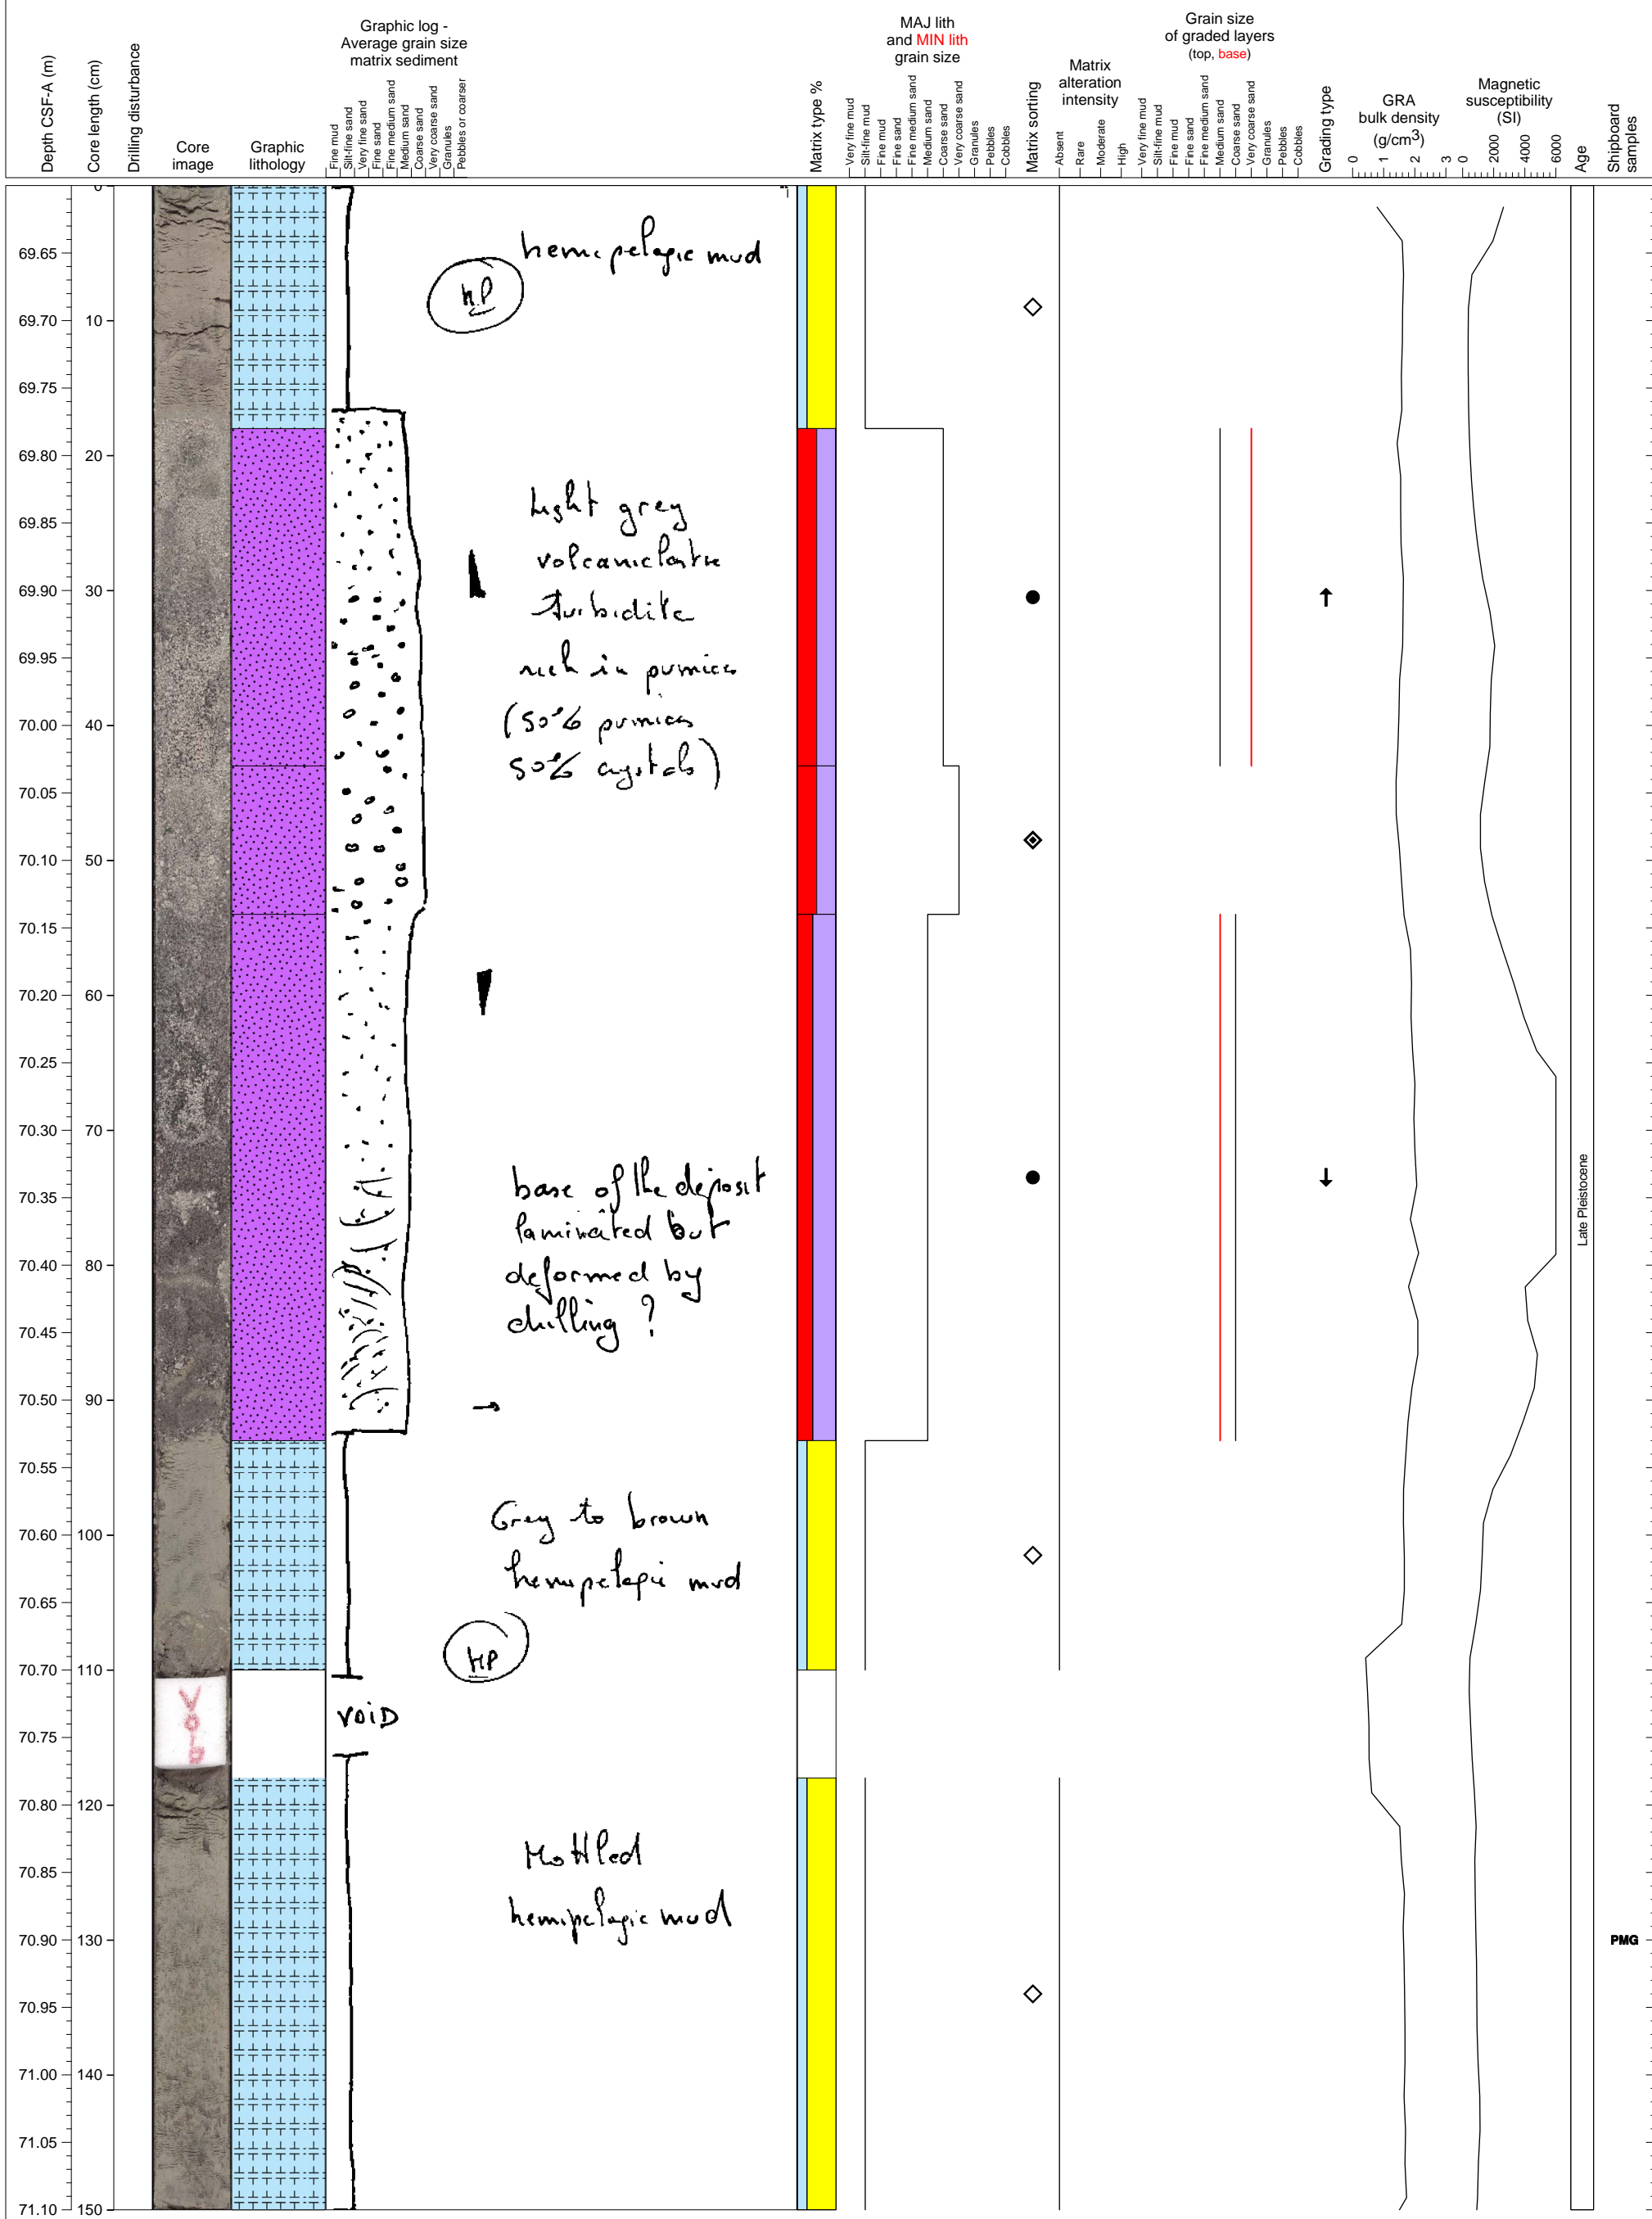 Depth CSF-A (m)
Core length (cm)
Drilling disturbance
Core
image
Graphic
lithology
Graphic log -
Average grain size
matrix sediment
Fine mud
Silt-fine sand
Very fine sand
Fine sand
Fine medium sand
Medium sand
Coarse sand
Very coarse sand
Granules
Pebbles or coarser
Matrix type %
MAJ lith
and MIN lith
grain size
Very fine mud
Silt-fine mud
Fine mud
Fine sand
Fine medium sand
Medium sand
Coarse sand
Very coarse sand
Granules
Pebbles
Cobbles
Matrix sorting
Matrix
alteration
intensity
Absent
Rare
Moderate
High
Grain size
of graded layers
(top, base)
Very fine mud
Silt-fine mud
Fine mud
Fine sand
Fine medium sand
Medium sand
Coarse sand
Very coarse sand
Granules
Pebbles
Cobbles
Grading type
GRA
bulk density
(g/cm3)
0 1 2 3
Magnetic
susceptibility
(SI)
0 2000 4000 6000
Age
Shipboard
samples
0
69.65
69.70 10
69.75
69.80 20
69.85
69.90 30
69.95
70.00 40
70.05
70.10 50
70.15
70.20 60
70.25
70.30 70
70.35
70.40 80
70.45
70.50 90
70.55
70.60 100
70.65
70.70 110
70.75
70.80 120
70.85
70.90 130
70.95
71.00 140
71.05
71.10 150
hemipelagic mud
hP
light grey
volcaniclastic
turbidite
rich in pumices
(50% pumices
50% crystals)
base of the deposit
laminated but
deformed by
drilling ?
Grey to brown
hemipelagic mud
HP
VOID
VOID
Mottled
hemipelagic mud
Late Pleistocene
PMG